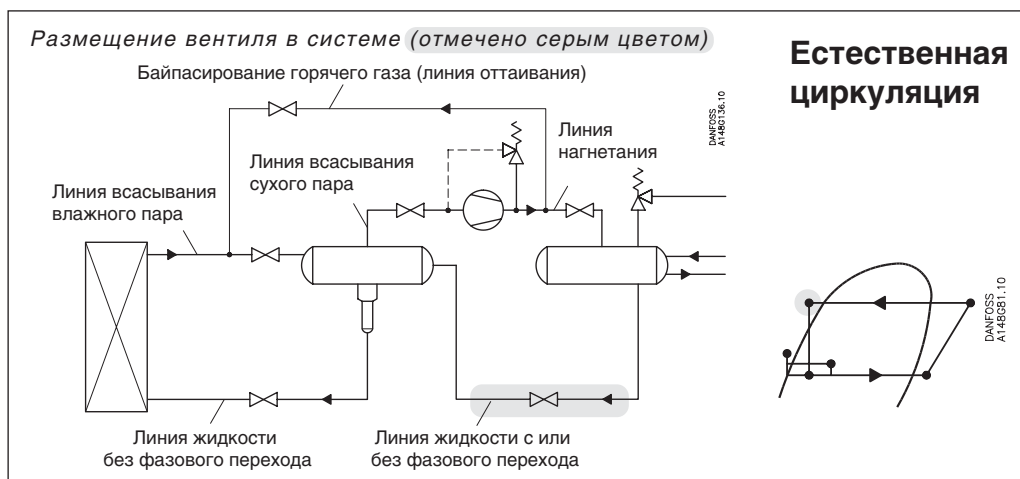 Размещение вентиля в системе (отмечено серым цветом)
Естественная
циркуляция
Байпасирование горячего газа (линия оттаивания)
DANFOSS
A148G136.10
Линия
нагнетания
Линия всасывания
сухого пара
Линия всасывания
влажного пара
DANFOSS
A148G81.10
Линия жидкости
без фазового перехода
Линия жидкости с или
без фазового перехода